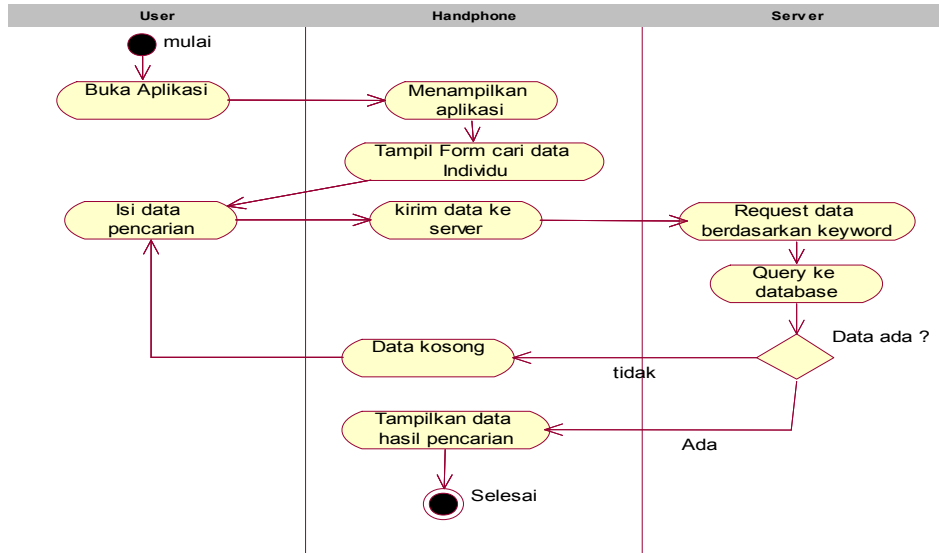 User
Handphone
Server
mulai
Buka Aplikasi
Menampilkan
aplikasi
Tampil Form cari data
Individu
Isi data
pencarian
kirim data ke
server
Request data
berdasarkan keyword
Query ke
database
Data ada ?
Data kosong
tidak
Tampilkan data
hasil pencarian
Ada
Selesai